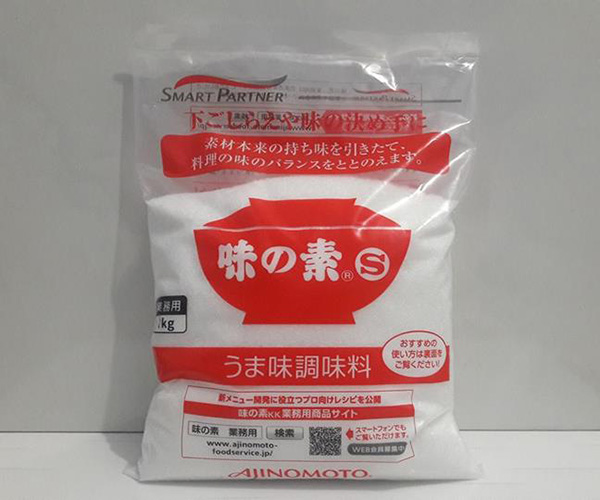 SMART PARTNER
下ごしらえや味の決め手に
素材本来の持ち味を引きたて、
料理の味のバランスをととのえます。
味の素® S
業務用
1kg
うま味調味料
おすすめの
使い方は裏面を
ご覧ください!
新メニュー開発に役立つプロ向けレシピを公開
味の素KK業務用商品サイト
味の素 業務用 検索
www.ajinomoto-
foodservice.jp/
スマートフォンでも
ご覧いただけます。
WEB会員募集中
AJINOMOTO®